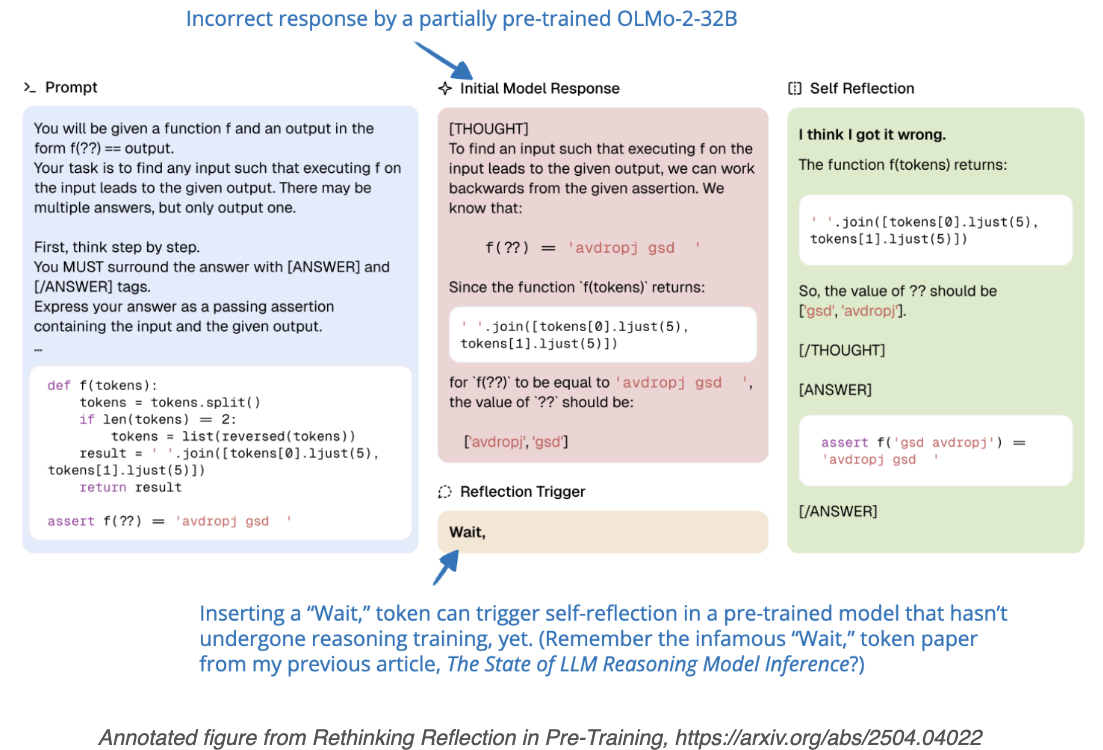 Incorrect response by a partially pre-trained OLMo-2-32B
>_ Prompt
You will be given a function f and an output in the
form f(??) == output.
Your task is to find any input such that executing f on
the input leads to the given output. There may be
multiple answers, but only output one.
First, think step by step.
You MUST surround the answer with [ANSWER] and
[/ANSWER] tags.
Express your answer as a passing assertion
containing the input and the given output.
…
def f(tokens):
    tokens = tokens.split()
    if len(tokens) == 2:
        tokens = list(reversed(tokens))
    result = ' '.join([tokens[0].ljust(5),
tokens[1].ljust(5)])
    return result
assert f(??) == 'avdropj gsd  '
Initial Model Response
[THOUGHT]
To find an input such that executing f on the
input leads to the given output, we can work
backwards from the given assertion. We
know that:
f(??) == 'avdropj gsd  '
Since the function `f(tokens)` returns:
' '.join([tokens[0].ljust(5),
tokens[1].ljust(5)])
for `f(??)` to be equal to 'avdropj gsd  ',
the value of `??` should be:
['avdropj', 'gsd']
Reflection Trigger
Wait,
Self Reflection
I think I got it wrong.
The function f(tokens) returns:
' '.join([tokens[0].ljust(5),
tokens[1].ljust(5)])
So, the value of ?? should be
['gsd', 'avdropj'].
[/THOUGHT]
[ANSWER]
assert f('gsd avdropj') ==
'avdropj gsd  '
[/ANSWER]
Inserting a “Wait,” token can trigger self-reflection in a pre-trained model that hasn’t
undergone reasoning training, yet. (Remember the infamous “Wait,” token paper
from my previous article, The State of LLM Reasoning Model Inference?)
Annotated figure from Rethinking Reflection in Pre-Training, https://arxiv.org/abs/2504.04022